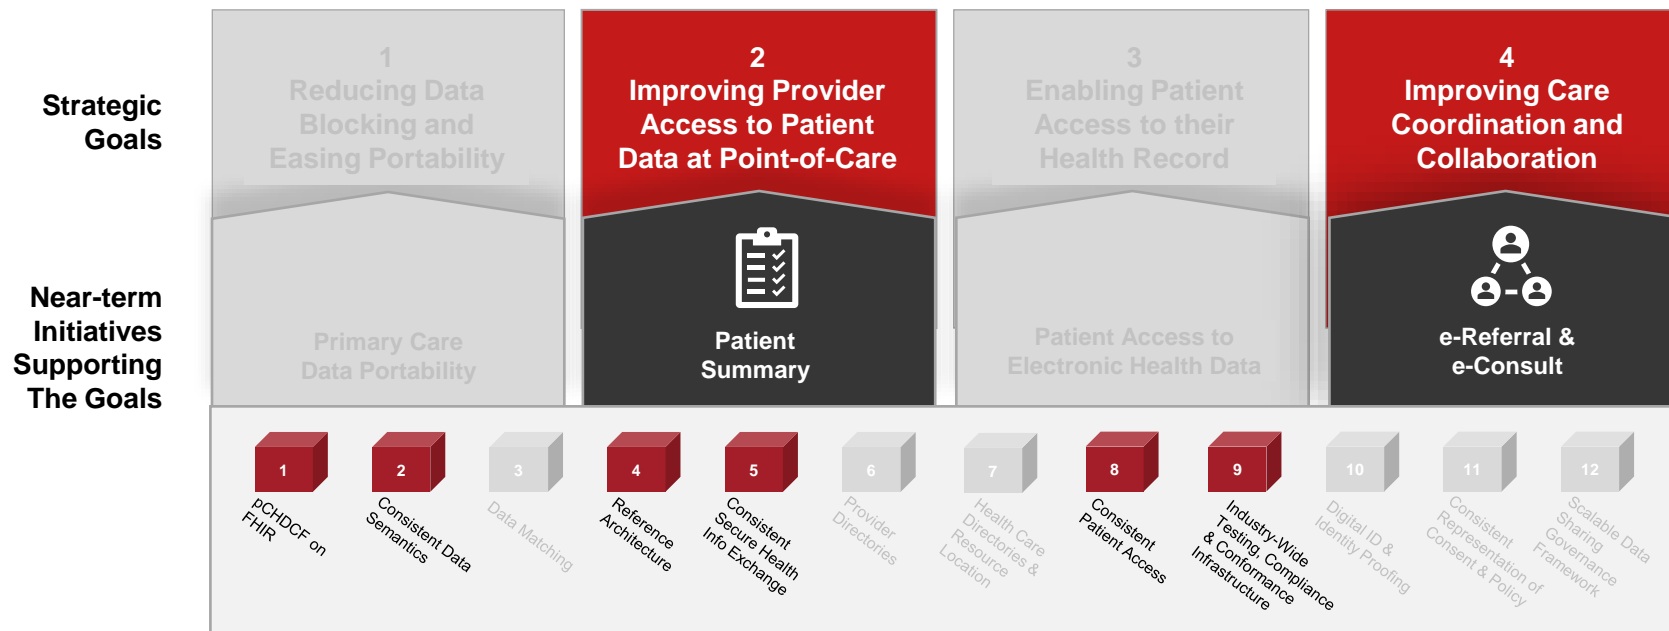 Strategic
Goals
1
Reducing Data
Blocking and
Easing Portability
2
Improving Provider
Access to Patient
Data at Point-of-Care
3
Enabling Patient
Access to their
Health Record
4
Improving Care
Coordination and
Collaboration
Near-term
Initiatives
Supporting
The Goals
Primary Care
Data Portability
Patient
Summary
Patient Access to
Electronic Health Data
e-Referral &
e-Consult
1
pCHDCF on
FHIR
2
Consistent Data
Semantics
3
Data Matching
4
Reference
Architecture
5
Consistent
Secure Health
Info Exchange
6
Provider
Directories
7
Health Care
Directories &
Resource
Location
8
Consistent
Patient Access
9
Industry-Wide
Testing, Compliance
& Conformance
Infrastructure
10
Digital ID &
Identity Proofing
11
Consistent
Representation of
Consent & Policy
12
Scalable Data
Sharing
Governance
Framework